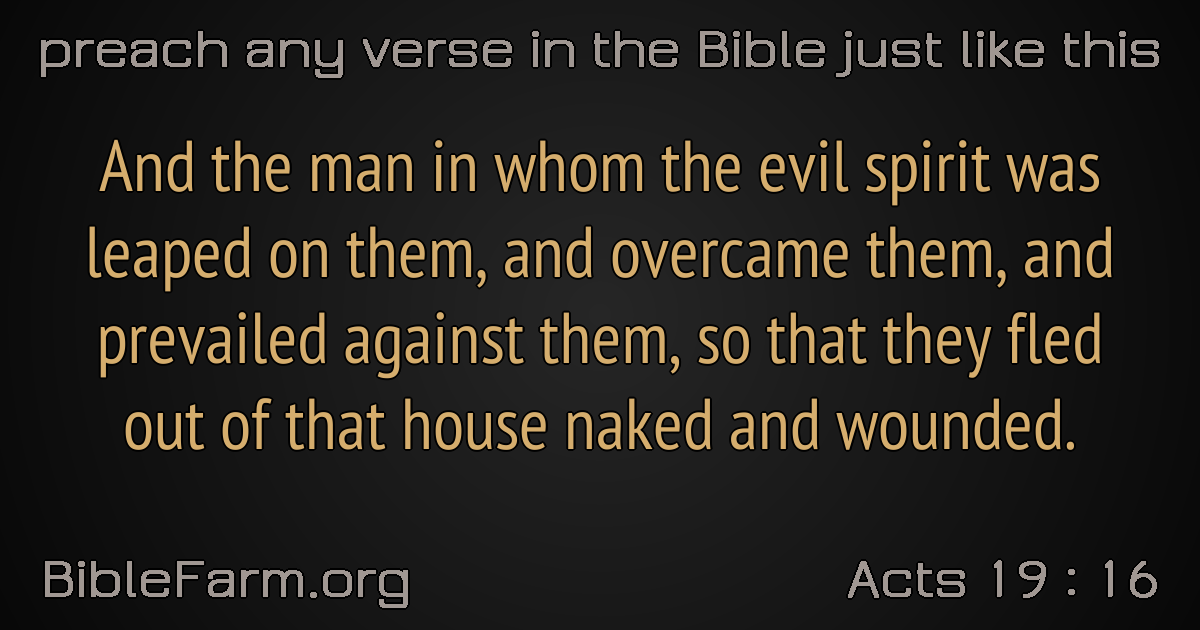 preach any verse in the Bible just like this
And the man in whom the evil spirit was
leaped on them, and overcame them, and
prevailed against them, so that they fled
out of that house naked and wounded.
BibleFarm.org
Acts 19 : 16